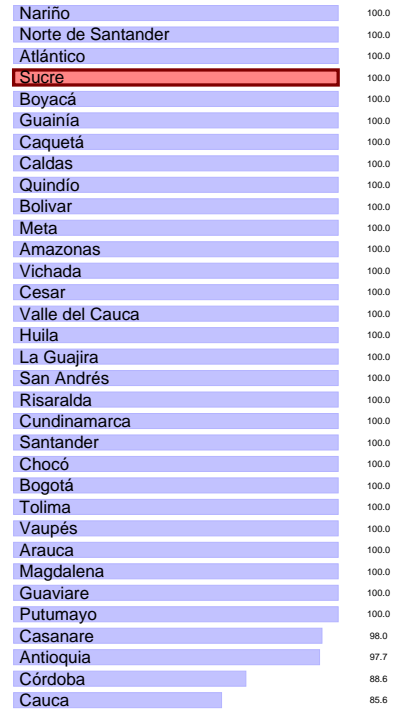 Nariño 100.0
Norte de Santander 100.0
Atlántico 100.0
Sucre 100.0
Boyacá 100.0
Guainía 100.0
Caquetá 100.0
Caldas 100.0
Quindío 100.0
Bolivar 100.0
Meta 100.0
Amazonas 100.0
Vichada 100.0
Cesar 100.0
Valle del Cauca 100.0
Huila 100.0
La Guajira 100.0
San Andrés 100.0
Risaralda 100.0
Cundinamarca 100.0
Santander 100.0
Chocó 100.0
Bogotá 100.0
Tolima 100.0
Vaupés 100.0
Arauca 100.0
Magdalena 100.0
Guaviare 100.0
Putumayo 100.0
Casanare 98.0
Antioquia 97.7
Córdoba 88.6
Cauca 85.6